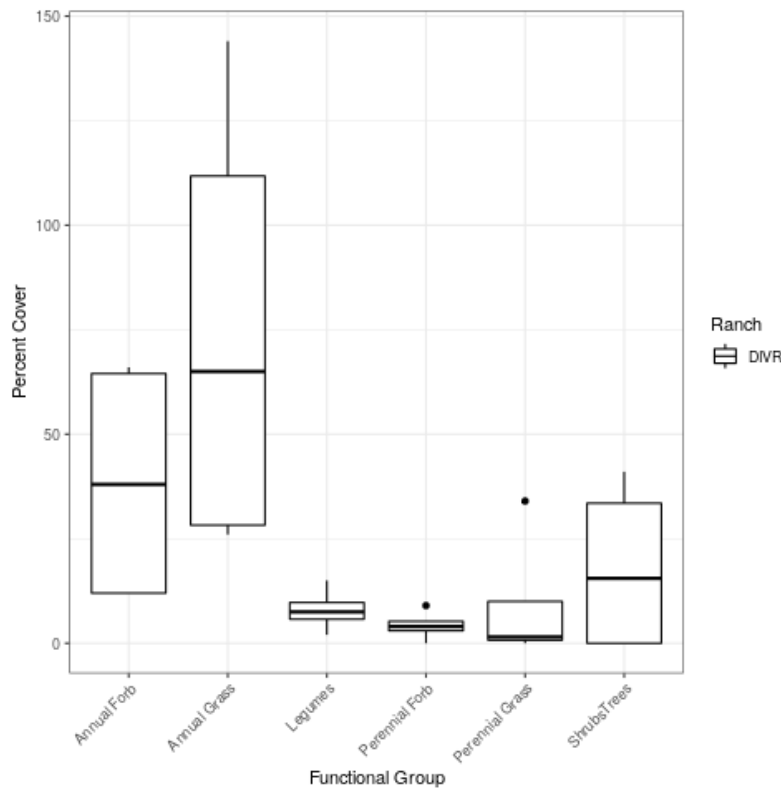 150
100
50
0
Percent Cover
Annual Forb
Annual Grass
Legumes
Perennial Forb
Perennial Grass
ShrubsTrees
Functional Group
Ranch
DIVR